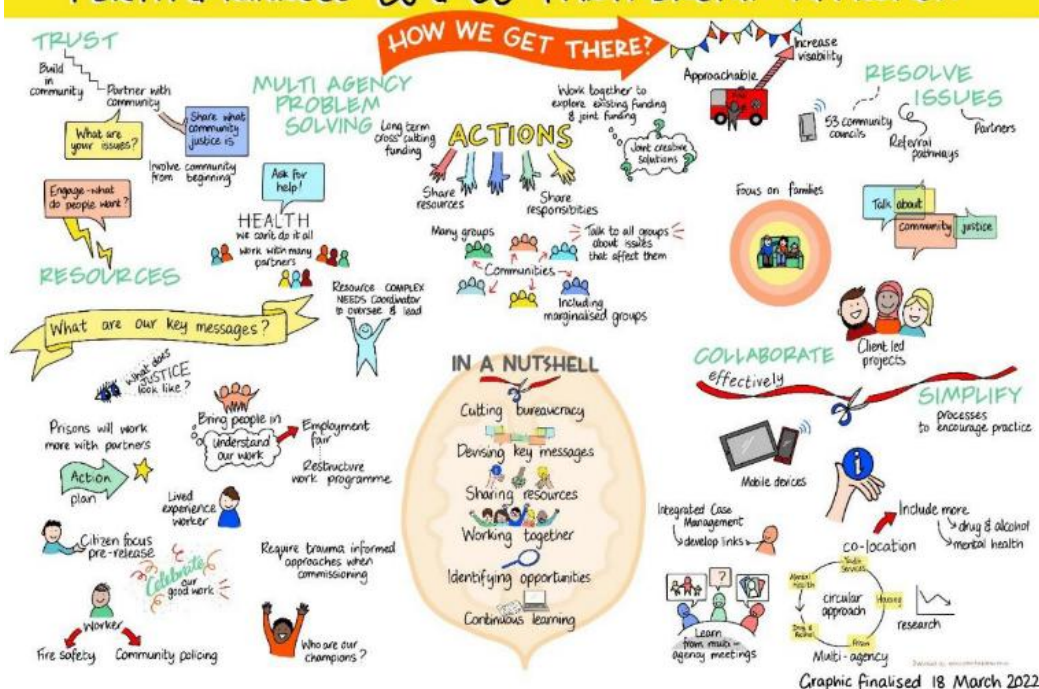 HOW WE GET THERE?
TRUST
Build
in
community
Partner with
community
What are
your issues?
Share what
community
justice is
Involve community
from beginning
Engage - what
do people want?
MULTI AGENCY
PROBLEM
SOLVING
Ask for
help!
HEALTH
we can't do it all
work with many
partners
Long term
cross cutting
funding
ACTIONS
Work together to
explore existing funding
& joint funding
Joint creative
solutions
Share
resources
Share
responsibities
Many groups
Communities
Talk to all groups
about issues
that affect them
Including
marginalised groups
Approachable
Increase
visability
RESOLVE
ISSUES
53 community
councils
Referral
pathways
Partners
Focus on families
Talk about
community justice
Client led
projects
RESOURCES
What are our key messages?
Resource COMPLEX
NEEDS Coordinator
to oversee & lead
What does
JUSTICE
look like?
Bring people in
understand
our work
Employment
fair
Restructure
work programme
Prisons will work
more with partners
Action
plan
Lived
experience
worker
Citizen focus
pre-release
Celebrate
our
good work
Require trauma informed
approaches when
commissioning
Worker
Fire safety
Community policing
Who are our
champions?
IN A NUTSHELL
Cutting bureaucracy
Devising key messages
Sharing resources
Working together
Identifying opportunities
Continuous learning
COLLABORATE
effectively
SIMPLIFY
processes
to encourage practice
Mobile devices
i
Integrated Case
Management
develop links
Include more
drug & alcohol
mental health
co-location
?
Learn
from multi-
agency meetings
circular
approach
Youth
Services
Housing
Prison
Drug &
Alcohol
Mental
Health
Multi-agency
research
Graphic finalised 18 March 2022